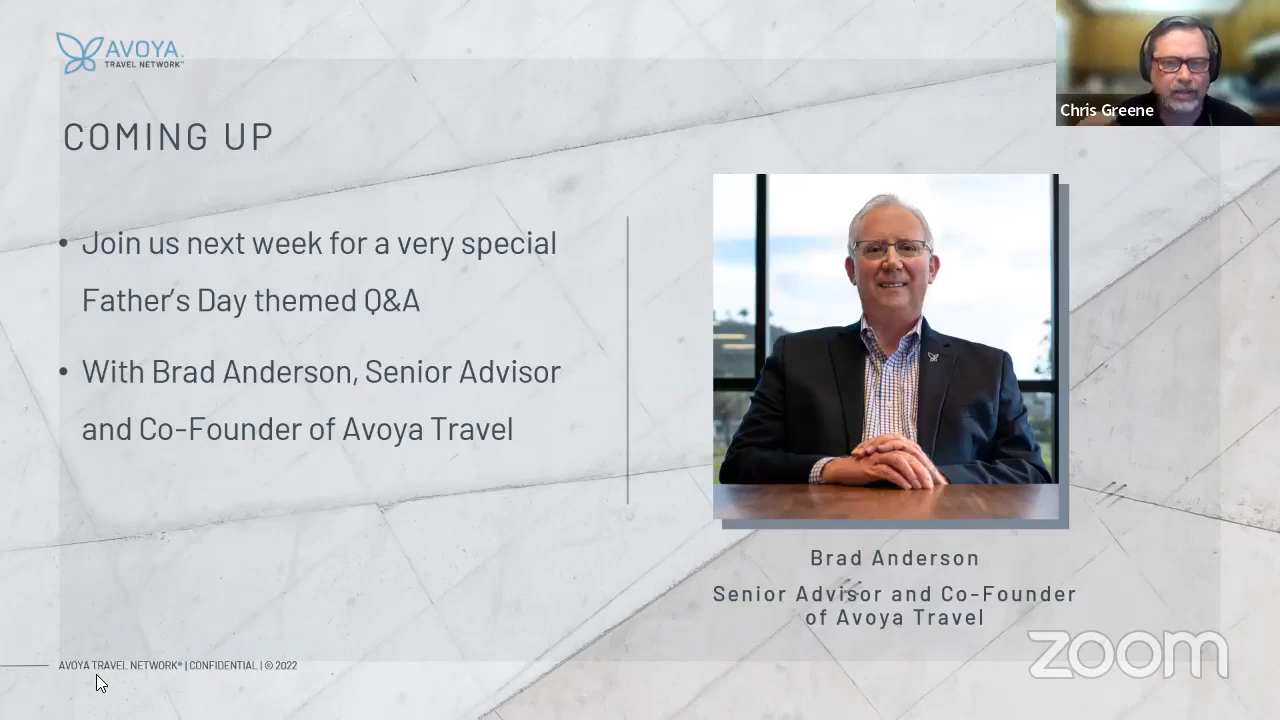 AVOYA.
TRAVEL NETWORK™
Chris Greene
COMING UP
• Join us next week for a very special
Father's Day themed Q&A
• With Brad Anderson, Senior Advisor
and Co-Founder of Avoya Travel
Brad Anderson
Senior Advisor and Co-Founder
of Avoya Travel
zoom
AVOYA TRAVEL NETWORK® | CONFIDENTIAL | © 2022